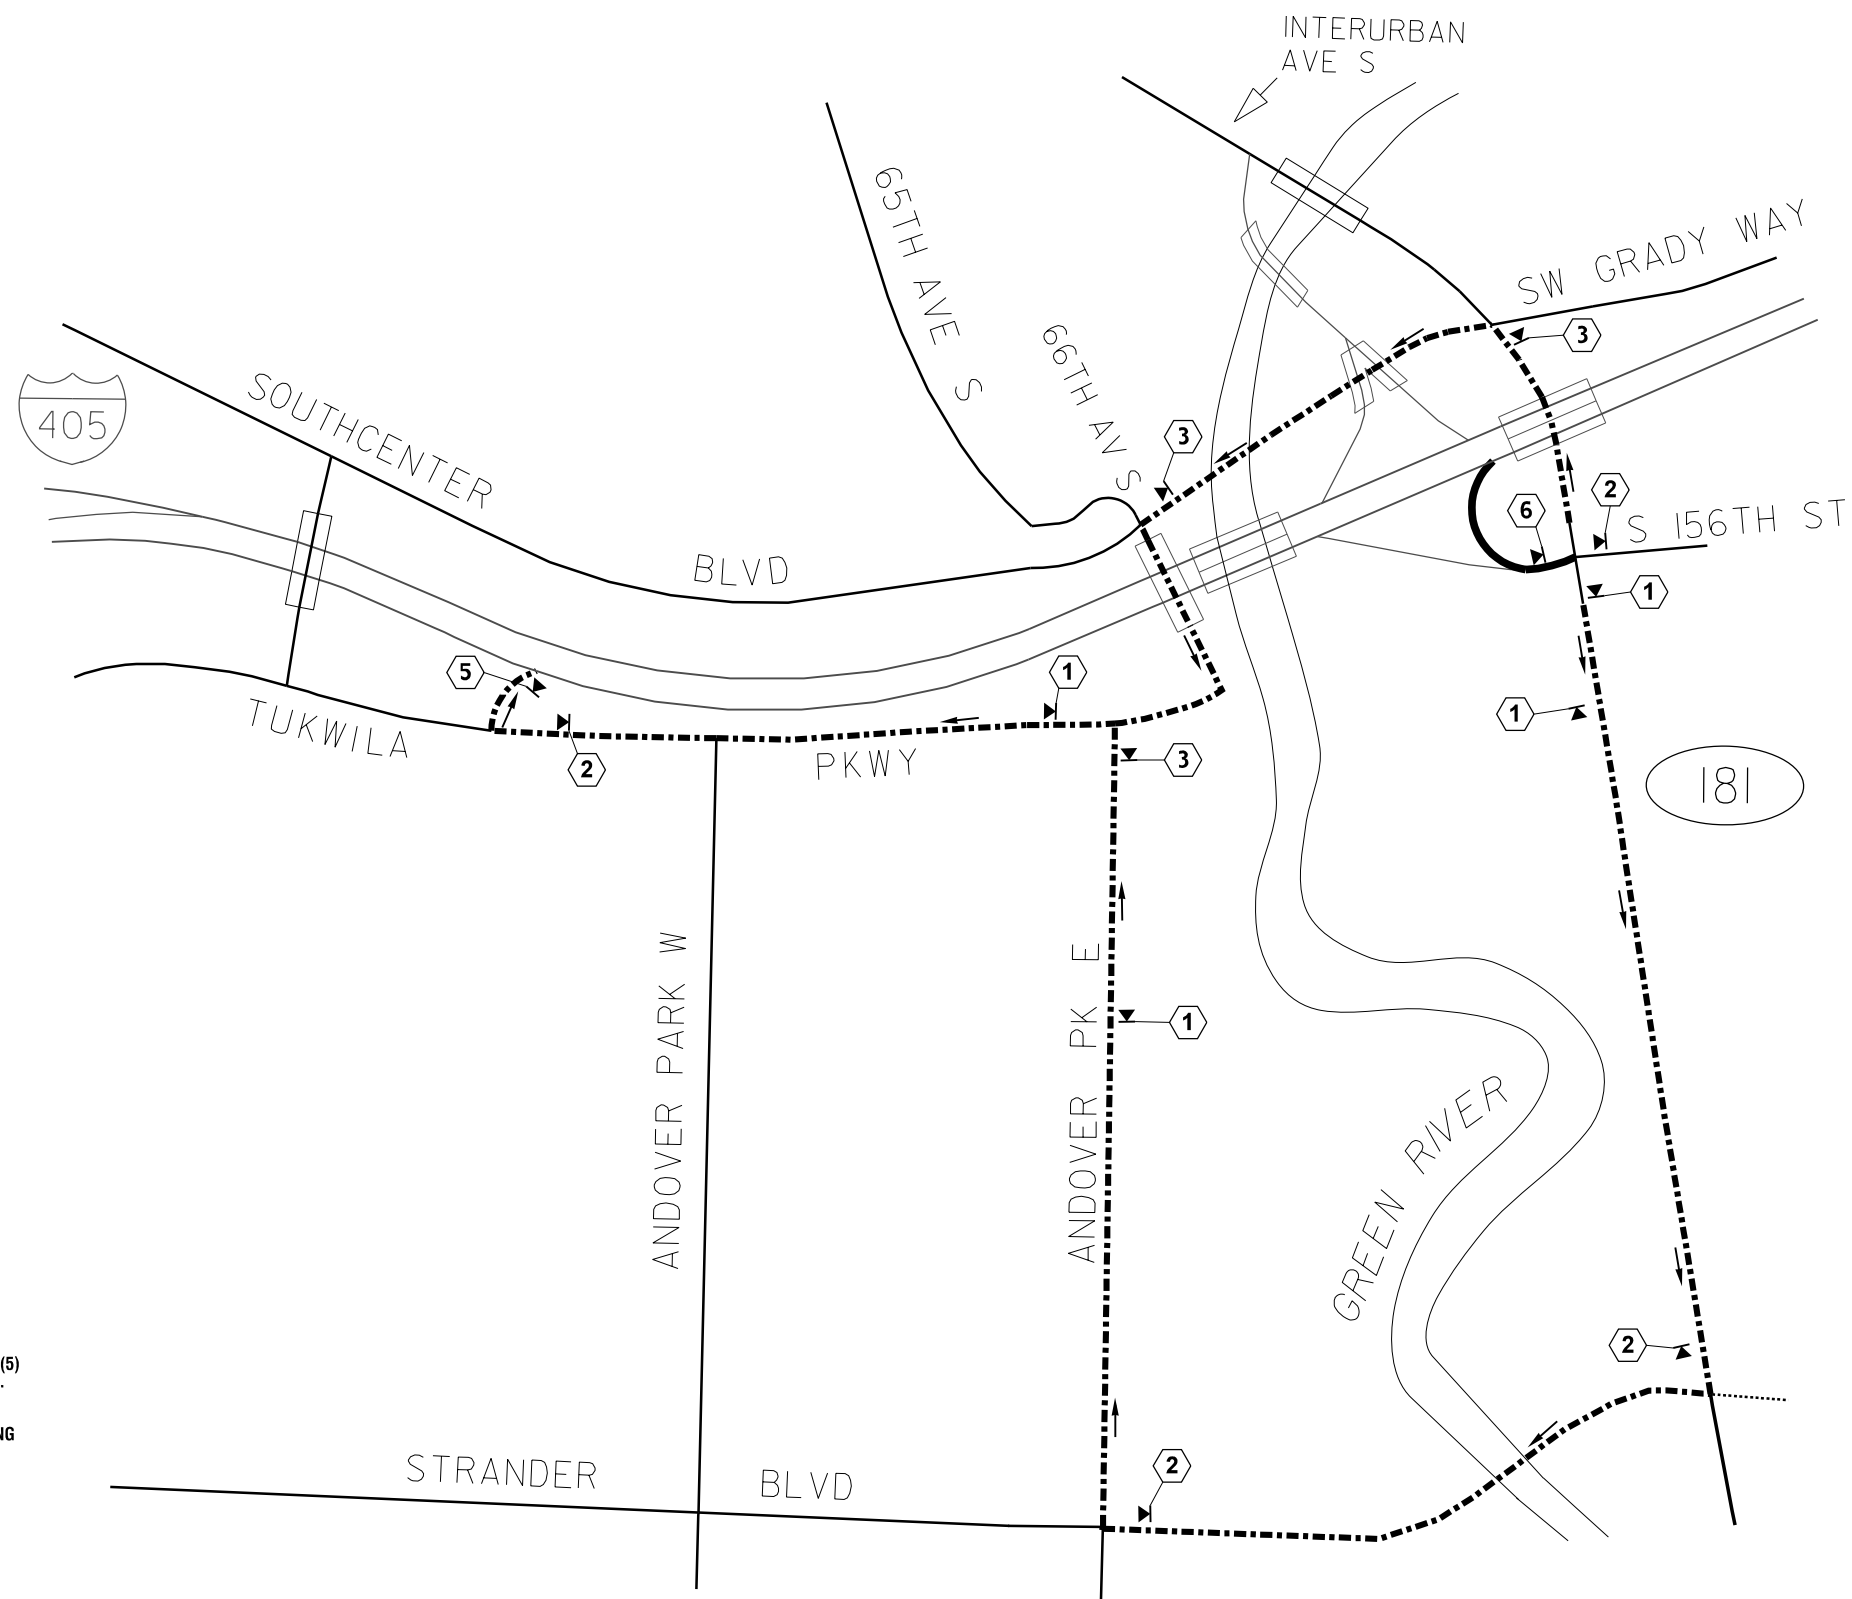 INTERURBAN
AVE S
65TH AVE S
SW GRADY WAY
66TH AV S
3
405
SOUTHCENTER
BLVD
3
2
6
S 156TH ST
1
5
1
1
TUKWILA
PKWY
2
3
181
ANDOVER PARK W
ANDOVER PK E
1
GREEN RIVER
2
(5)
.
NG
STRANDER
BLVD
2